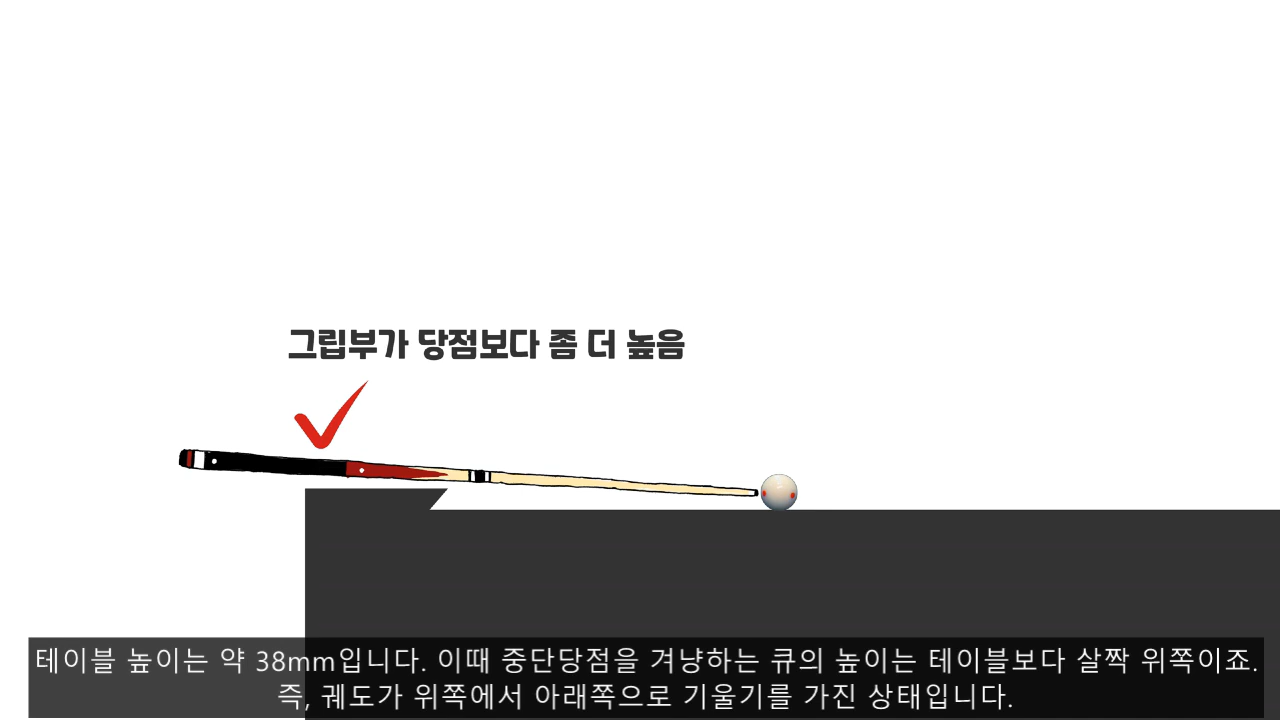 그립부가 당점보다 좀 더 높음
테이블 높이는 약 38mm입니다. 이때 중단당점을 겨냥하는 큐의 높이는 테이블보다 살짝 위쪽이죠.
즉, 궤도가 위쪽에서 아래쪽으로 기울기를 가진 상태입니다.